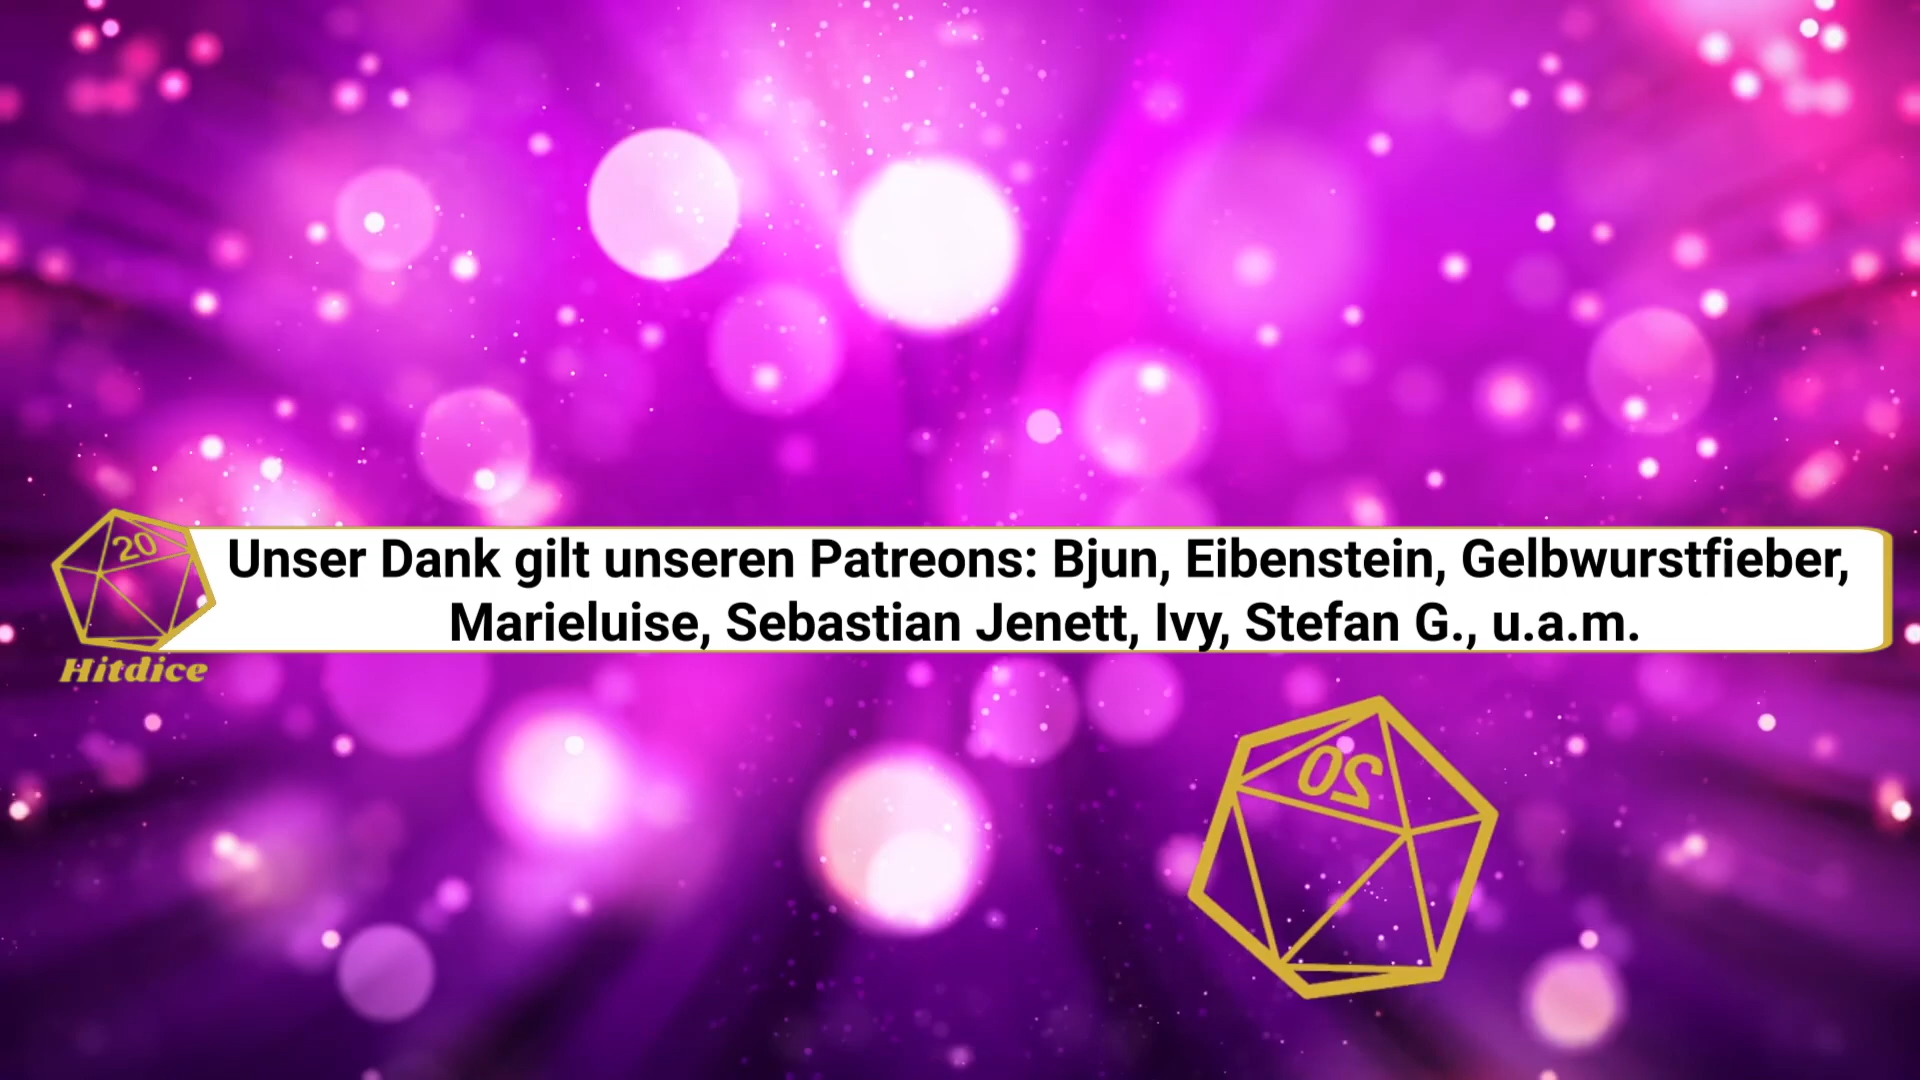 20
Unser Dank gilt unseren Patreons: Bjun, Eibenstein, Gelbwurstfieber,
Marieluise, Sebastian Jenett, Ivy, Stefan G., u.a.m.
Hitdice
20